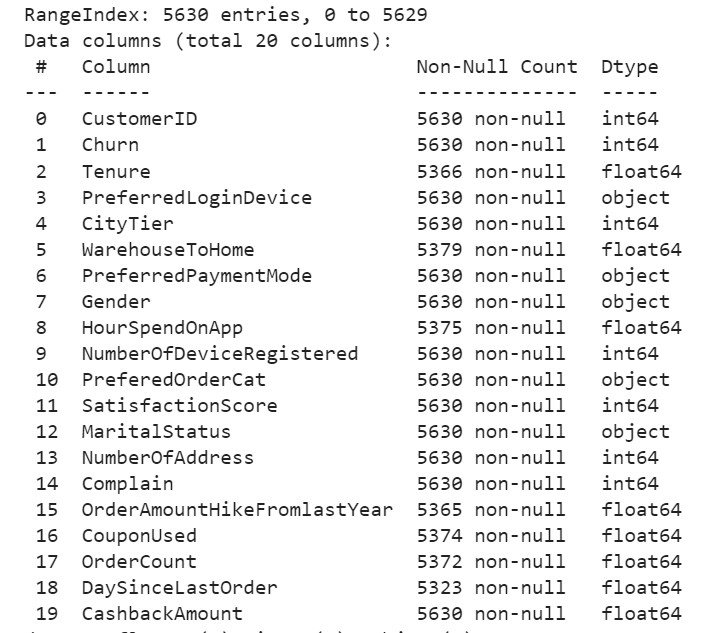 RangeIndex: 5630 entries, 0 to 5629
Data columns (total 20 columns):
# Column Non-Null Count Dtype
--- ------ -------------- -----
0 CustomerID 5630 non-null int64
1 Churn 5630 non-null int64
2 Tenure 5366 non-null float64
3 PreferredLoginDevice 5630 non-null object
4 CityTier 5630 non-null int64
5 WarehouseToHome 5379 non-null float64
6 PreferredPaymentMode 5630 non-null object
7 Gender 5630 non-null object
8 HourSpendOnApp 5375 non-null float64
9 NumberOfDeviceRegistered 5630 non-null int64
10 PreferedOrderCat 5630 non-null object
11 SatisfactionScore 5630 non-null int64
12 MaritalStatus 5630 non-null object
13 NumberOfAddress 5630 non-null int64
14 Complain 5630 non-null int64
15 OrderAmountHikeFromlastYear 5365 non-null float64
16 CouponUsed 5374 non-null float64
17 OrderCount 5372 non-null float64
18 DaySinceLastOrder 5323 non-null float64
19 CashbackAmount 5630 non-null float64